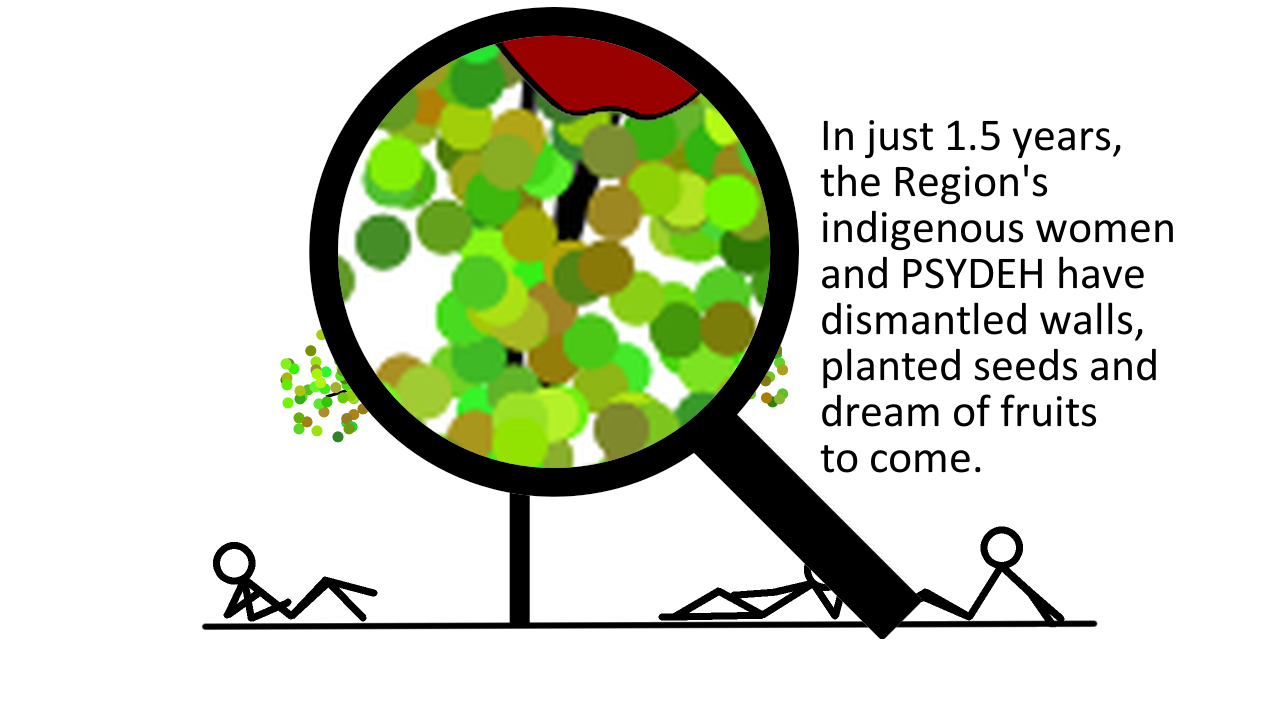 In just 1.5 years,
the Region's
indigenous women
and PSYDEH have
dismantled walls,
planted seeds and
dream of fruits
to come.